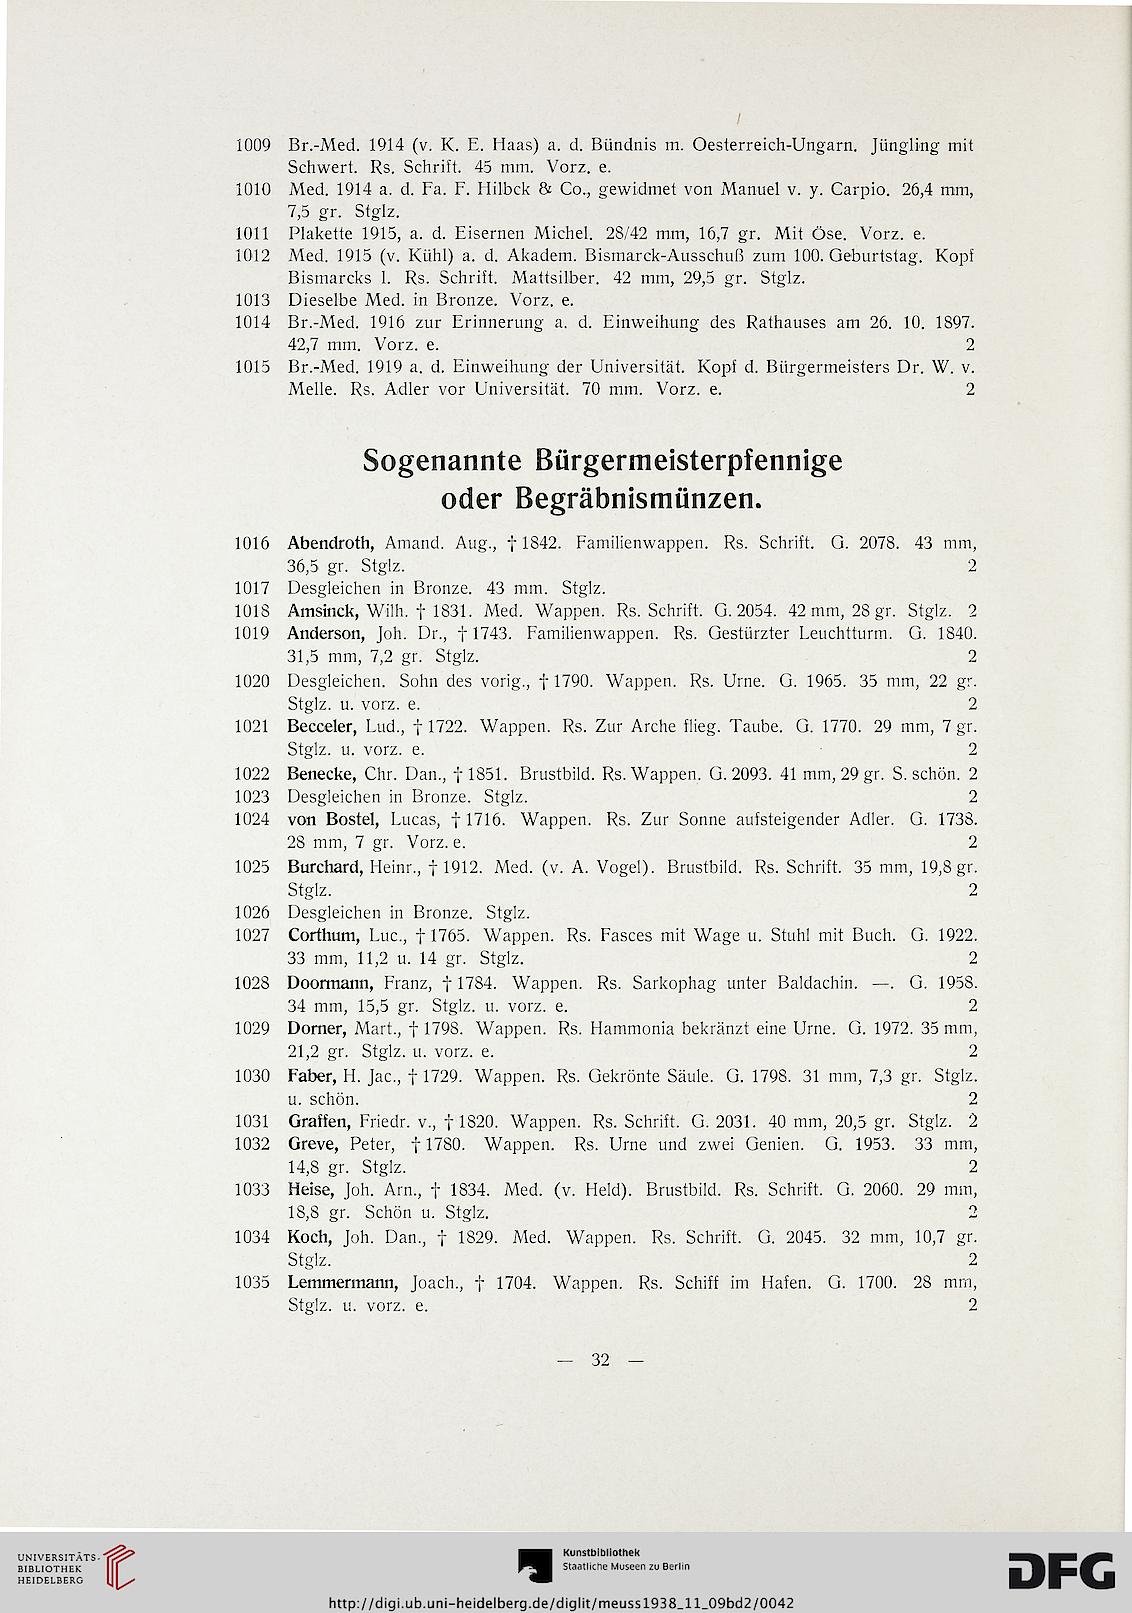 1009 Br.-Med. 1914 (v. K. E. Haas) a. d. Bündnis m. Oesterreich-Ungarn. Jüngling mit
Schwert. Rs. Schrift. 45 mm. Vorz. e.
1010 Med. 1914 a. d. Fa. F. Hilbck & Co., gewidmet von Manuel v. y. Carpio. 26,4 mm,
7,5 gr. Stglz.
1011 Plakette 1915, a. d. Eisernen Michel. 28/42 mm, 16,7 gr. Mit Öse. Vorz. e.
1012 Med. 1915 (v. Kühl) a. d. Akadem. Bismarck-Ausschuß zum 100. Geburtstag. Kopf
Bismarcks l. Rs. Schrift. Mattsilber. 42 mm, 29,5 gr. Stglz.
1013 Dieselbe Med. in Bronze. Vorz. e.
1014 Br.-Med. 1916 zur Erinnerung a. d. Einweihung des Rathauses am 26. 10. 1897.
42,7 mm. Vorz. e. 2
1015 Br.-Med. 1919 a. d. Einweihung der Universität. Kopf d. Bürgermeisters Dr. W. v.
Melle. Rs. Adler vor Universität. 70 mm. Vorz. e. 2
Sogenannte Bürgermeisterpfennige
oder Begräbnismünzen.
1016 Abendroth, Amand. Aug., † 1842. Familienwappen. Rs. Schrift. G. 2078. 43 mm,
36,5 gr. Stglz. 2
1017 Desgleichen in Bronze. 43 mm. Stglz.
1018 Amsinck, Wilh. † 1831. Med. Wappen. Rs. Schrift. G. 2054. 42 mm, 28 gr. Stglz. 2
1019 Anderson, Joh. Dr., † 1743. Familienwappen. Rs. Gestürzter Leuchtturm. G. 1840.
31,5 mm, 7,2 gr. Stglz. 2
1020 Desgleichen. Sohn des vorig., † 1790. Wappen. Rs. Urne. G. 1965. 35 mm, 22 gr.
Stglz. u. vorz. e. 2
1021 Becceler, Lud., † 1722. Wappen. Rs. Zur Arche flieg. Taube. G. 1770. 29 mm, 7 gr.
Stglz. u. vorz. e. 2
1022 Benecke, Chr. Dan., † 1851. Brustbild. Rs. Wappen. G. 2093. 41 mm, 29 gr. S. schön. 2
1023 Desgleichen in Bronze. Stglz. 2
1024 von Bostel, Lucas, † 1716. Wappen. Rs. Zur Sonne aufsteigender Adler. G. 1738.
28 mm, 7 gr. Vorz. e. 2
1025 Burchard, Heinr., † 1912. Med. (v. A. Vogel). Brustbild. Rs. Schrift. 35 mm, 19,8 gr.
Stglz. 2
1026 Desgleichen in Bronze. Stglz.
1027 Corthum, Luc., † 1765. Wappen. Rs. Fasces mit Wage u. Stuhl mit Buch. G. 1922.
33 mm, 11,2 u. 14 gr. Stglz. 2
1028 Doormann, Franz, † 1784. Wappen. Rs. Sarkophag unter Baldachin. —. G. 1958.
34 mm, 15,5 gr. Stglz. u. vorz. e. 2
1029 Dorner, Mart., † 1798. Wappen. Rs. Hammonia bekränzt eine Urne. G. 1972. 35 mm,
21,2 gr. Stglz. u. vorz. e. 2
1030 Faber, H. Jac., † 1729. Wappen. Rs. Gekrönte Säule. G. 1798. 31 mm, 7,3 gr. Stglz.
u. schön. 2
1031 Graffen, Friedr. v., † 1820. Wappen. Rs. Schrift. G. 2031. 40 mm, 20,5 gr. Stglz. 2
1032 Greve, Peter, † 1780. Wappen. Rs. Urne und zwei Genien. G. 1953. 33 mm,
14,8 gr. Stglz. 2
1033 Heise, Joh. Arn., † 1834. Med. (v. Held). Brustbild. Rs. Schrift. G. 2060. 29 mm,
18,8 gr. Schön u. Stglz. 2
1034 Koch, Joh. Dan., † 1829. Med. Wappen. Rs. Schrift. G. 2045. 32 mm, 10,7 gr.
Stglz. 2
1035 Lemmermann, Joach., † 1704. Wappen. Rs. Schiff im Hafen. G. 1700. 28 mm,
Stglz. u. vorz. e. 2
— 32 —
UNIVERSITÄTS-
BIBLIOTHEK
HEIDELBERG
Kunstbibliothek
Staatliche Museen zu Berlin
DFG
http://digi.ub.uni-heidelberg.de/diglit/meuss1938_11_09bd2/0042